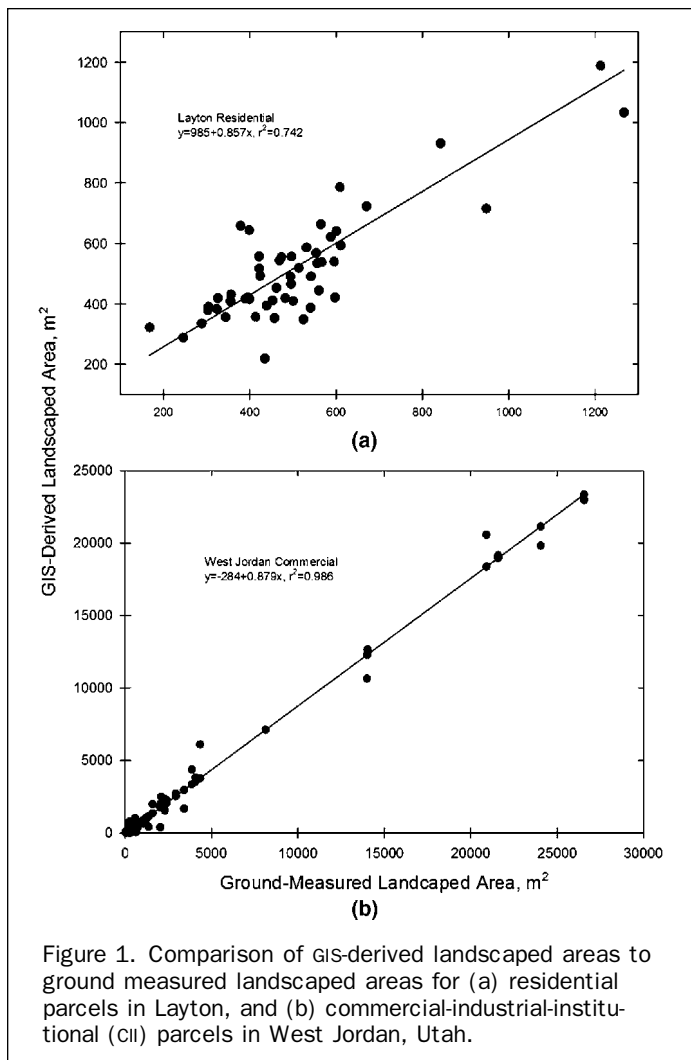 1200
1000
800
600
400
200
Layton Residential
y=985+0.857x, r²=0.742
200 400 600 800 1000 1200
(a)
GIS-Derived Landscaped Area, m²
25000
20000
15000
10000
5000
0
West Jordan Commercial
y=-284+0.879x, r²=0.986
0 5000 10000 15000 20000 25000 30000
Ground-Measured Landcaped Area, m²
(b)
Figure 1. Comparison of GIS-derived landscaped areas to
ground measured landscaped areas for (a) residential
parcels in Layton, and (b) commercial-industrial-institu-
tional (CII) parcels in West Jordan, Utah.